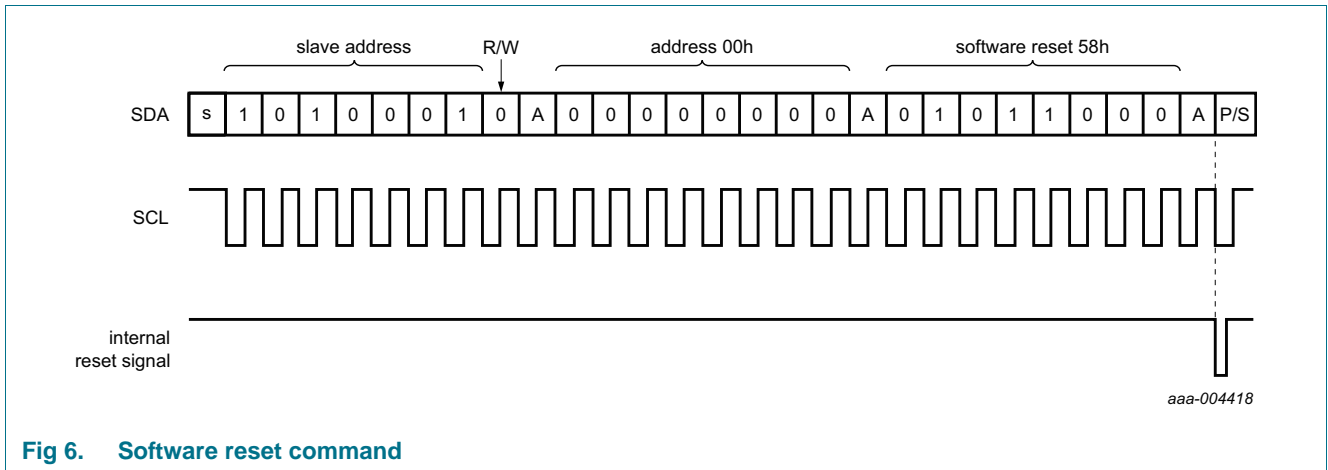 slave address R/W address 00h software reset 58h
SDA s 1 0 1 0 0 0 1 0 A 0 0 0 0 0 0 0 0 A 0 1 0 1 1 0 0 0 A P/S
SCL
internal
reset signal
aaa-004418
Fig 6. Software reset command